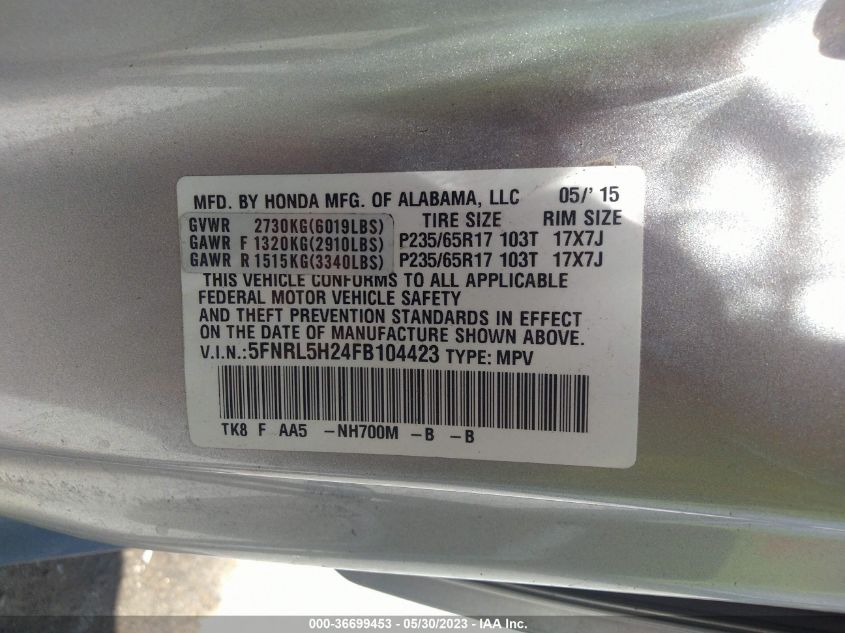 MFD. BY HONDA MFG. OF ALABAMA, LLC 05/' 15
GVWR 2730KG(6019LBS) TIRE SIZE RIM SIZE
GAWR F 1320KG(2910LBS) P235/65R17 103T 17X7J
GAWR R 1515KG(3340LBS) P235/65R17 103T 17X7J
THIS VEHICLE CONFORMS TO ALL APPLICABLE
FEDERAL MOTOR VEHICLE SAFETY
AND THEFT PREVENTION STANDARDS IN EFFECT
ON THE DATE OF MANUFACTURE SHOWN ABOVE.
V.I.N.:5FNRL5H24FB104423 TYPE: MPV
TK8 F AA5 -NH700M -B -B
000-36699453 - 05/30/2023 - IAA Inc.